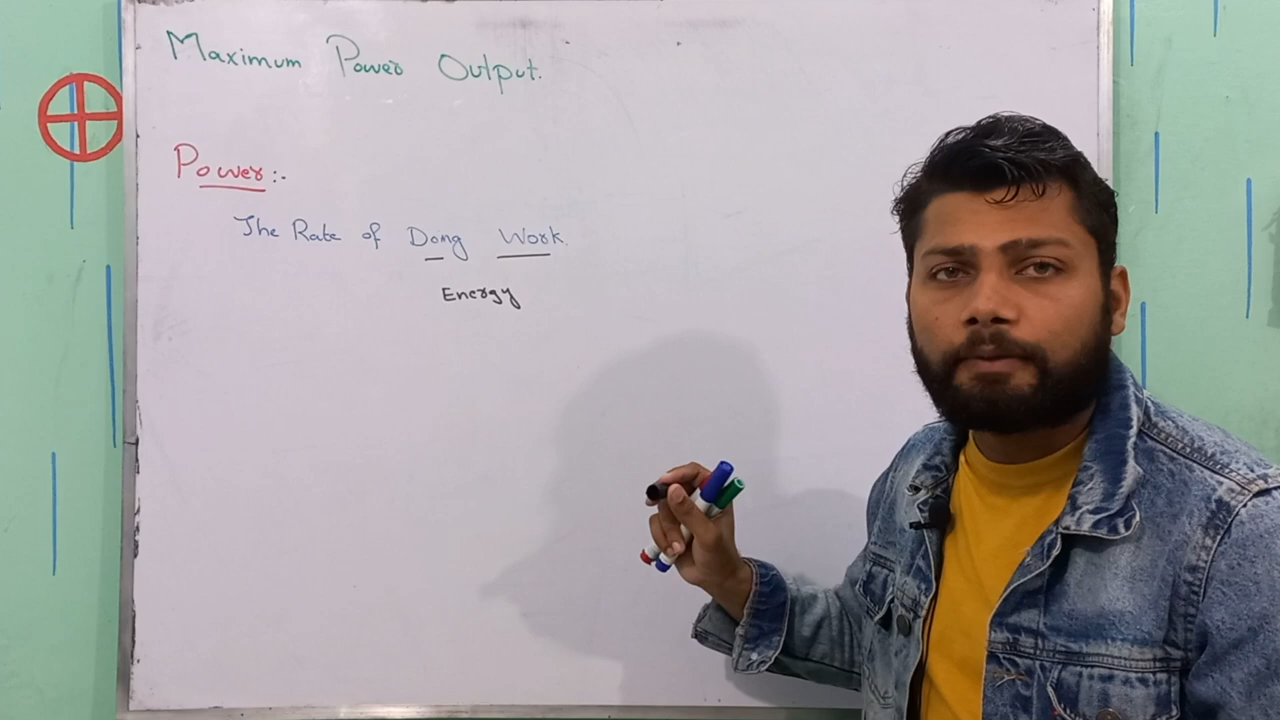 Maximum Power Output.
Power:-
The Rate of Doing Work.
Energy